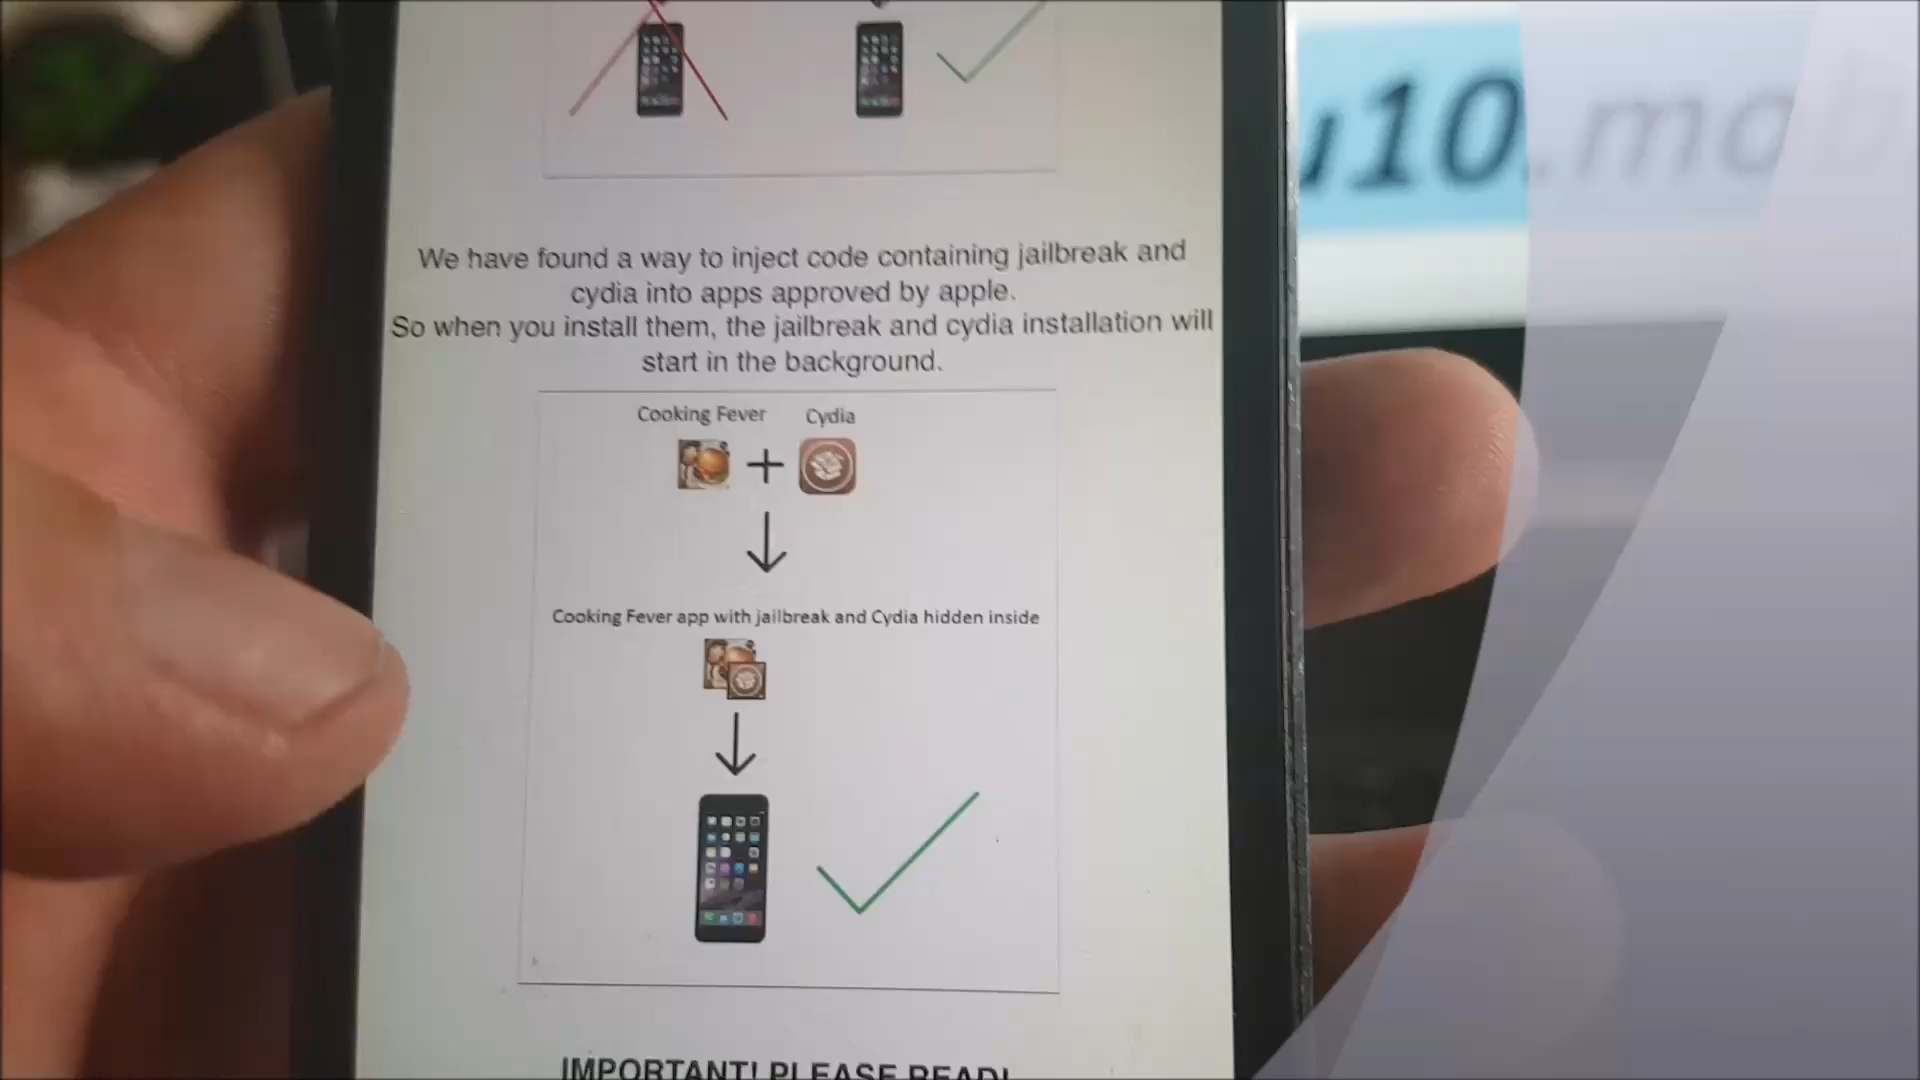 u10.mob
We have found a way to inject code containing jailbreak and
cydia into apps approved by apple.
So when you install them, the jailbreak and cydia installation will
start in the background.
Cooking Fever Cydia
Cooking Fever app with jailbreak and Cydia hidden inside
IMPORTANT! PLEASE READ!